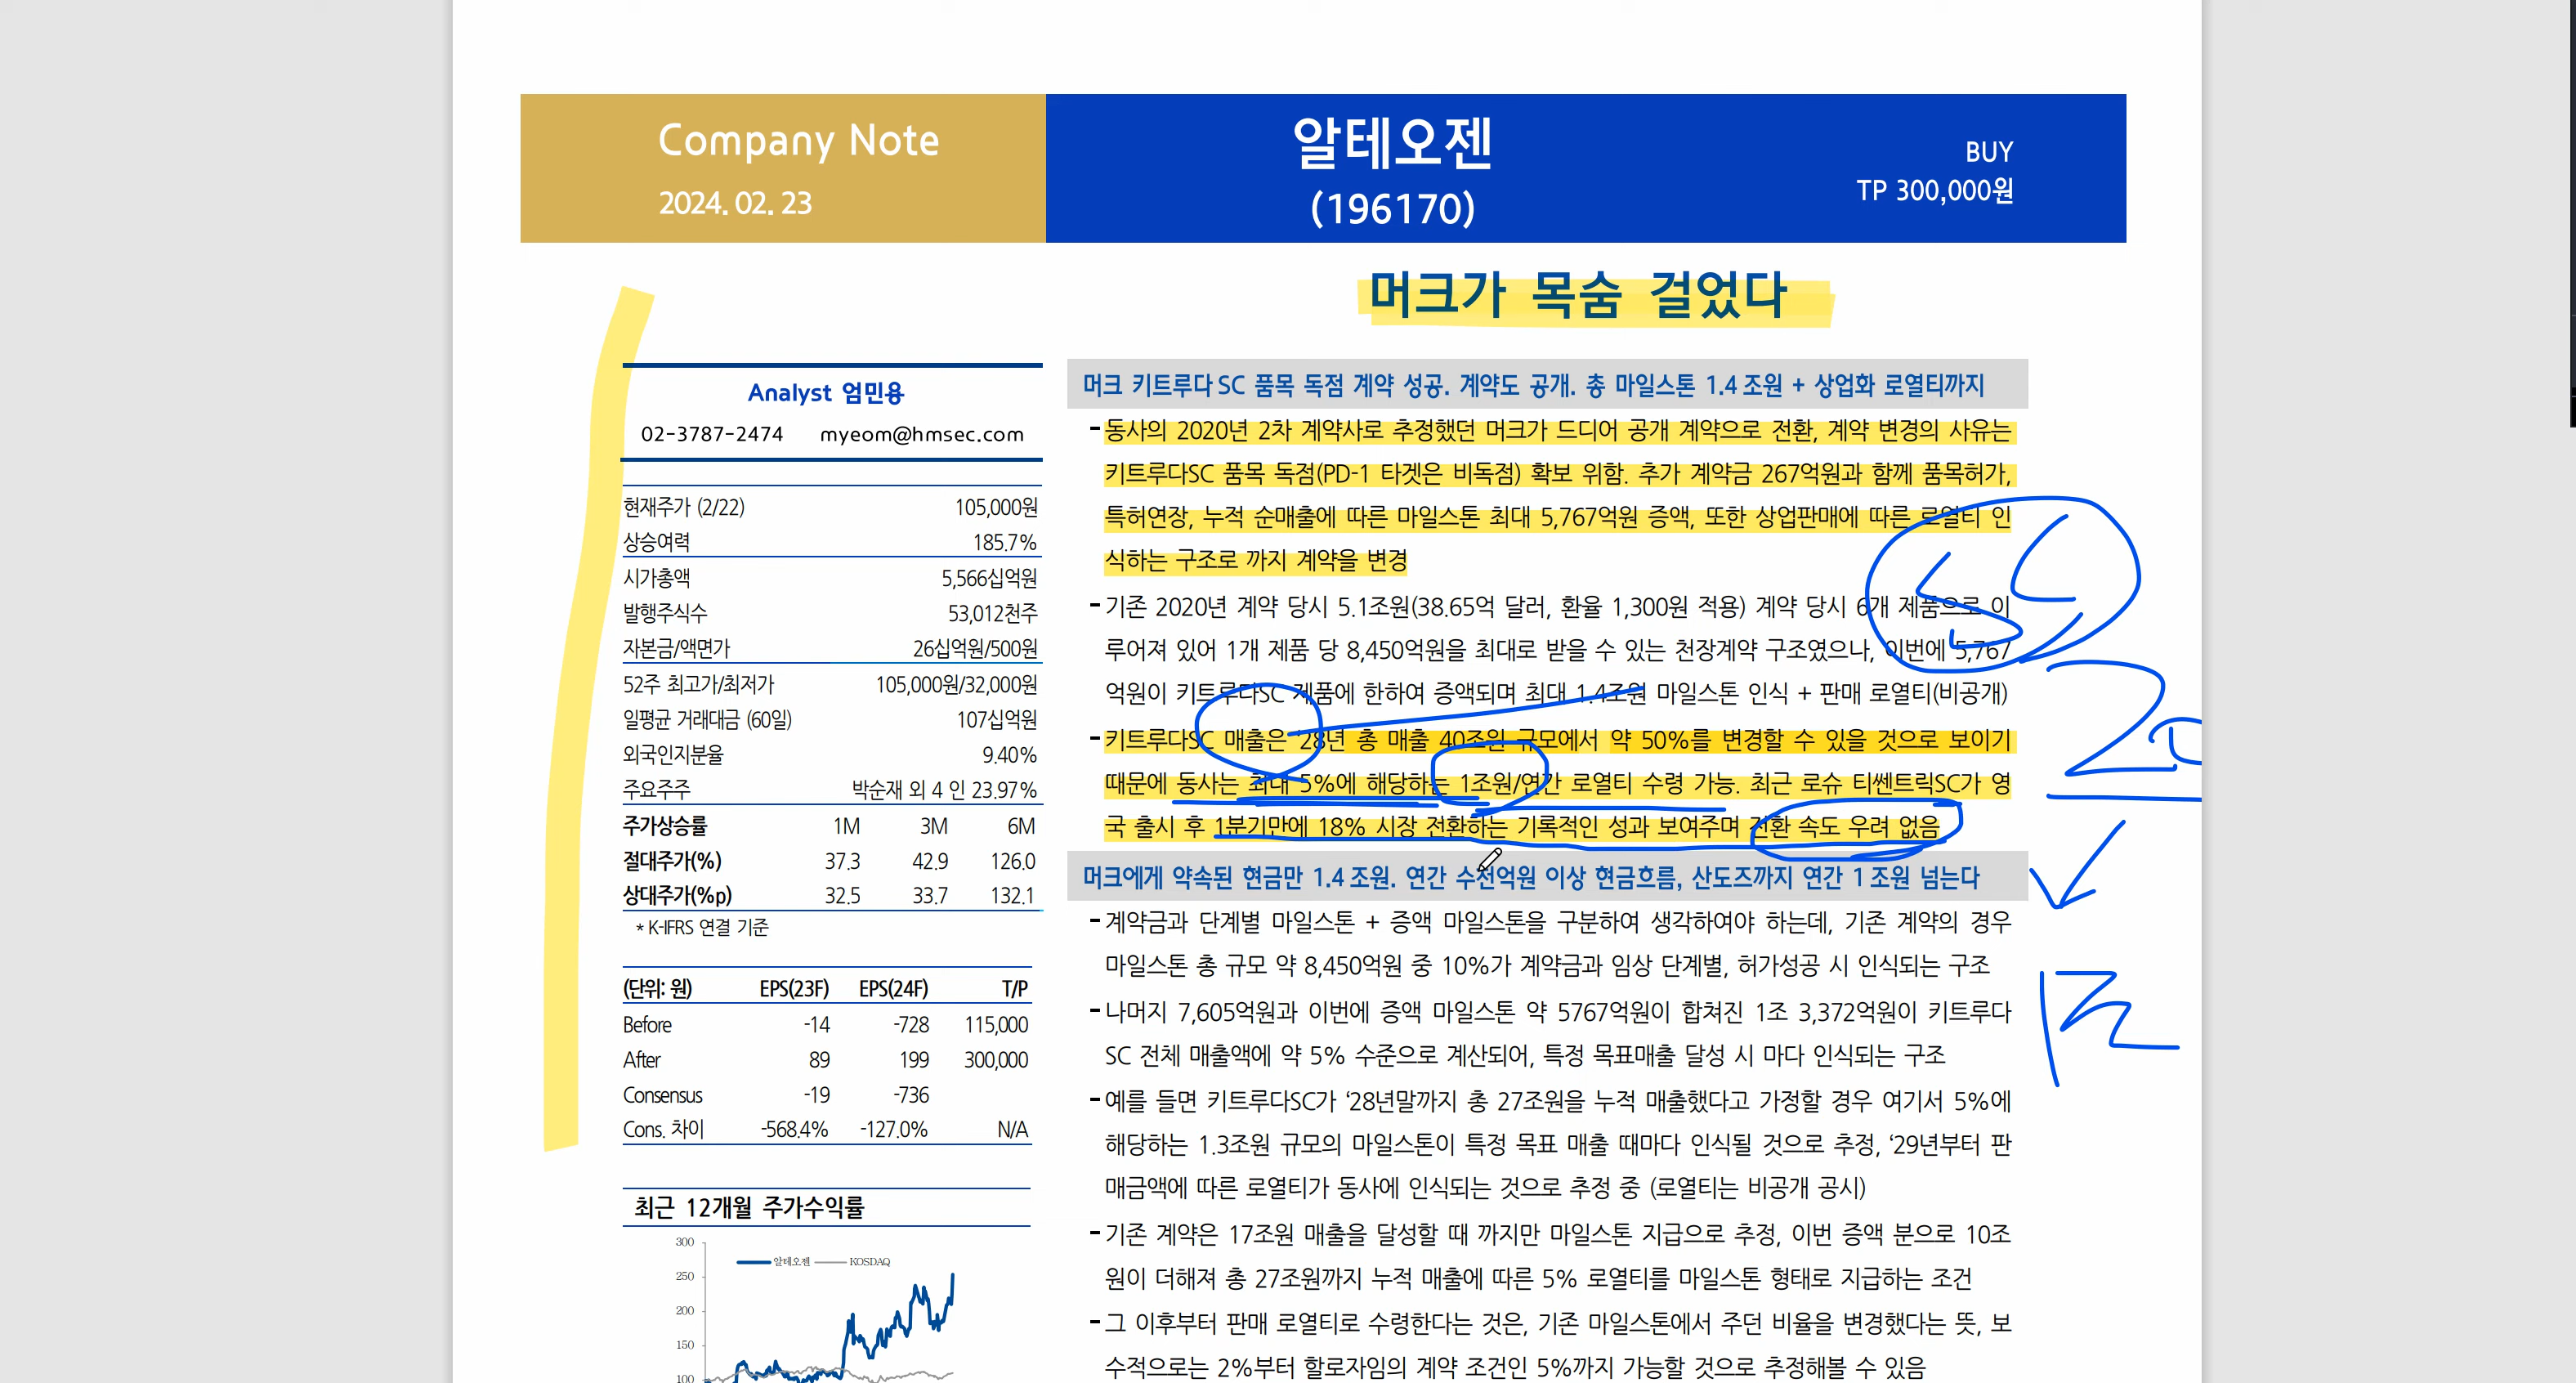 Company Note
2024. 02. 23
알테오젠
(196170)
BUY
TP 300,000원
머크가 목숨 걸었다
Analyst 엄민용
02-3787-2474 myeom@hmsec.com
현재주가 (2/22) 105,000원
상승여력 185.7%
시가총액 5,566십억원
발행주식수 53,012천주
자본금/액면가 26십억원/500원
52주 최고가/최저가 105,000원/32,000원
일평균 거래대금 (60일) 107십억원
외국인지분율 9.40%
주요주주 박순재 외 4 인 23.97%
주가상승률 1M 3M 6M
절대주가(%) 37.3 42.9 126.0
상대주가(%p) 32.5 33.7 132.1
* K-IFRS 연결 기준
(단위: 원) EPS(23F) EPS(24F) T/P
Before -14 -728 115,000
After 89 199 300,000
Consensus -19 -736
Cons. 차이 -568.4% -127.0% N/A
최근 12개월 주가수익률
300
250
200
150
100
알테오젠 KOSDAQ
머크 키트루다 SC 품목 독점 계약 성공. 계약도 공개. 총 마일스톤 1.4 조원 + 상업화 로열티까지
- 동사의 2020년 2차 계약사로 추정했던 머크가 드디어 공개 계약으로 전환, 계약 변경의 사유는
키트루다SC 품목 독점(PD-1 타겟은 비독점) 확보 위함. 추가 계약금 267억원과 함께 품목허가,
특허연장, 누적 순매출에 따른 마일스톤 최대 5,767억원 증액, 또한 상업판매에 따른 로열티 인
식하는 구조로 까지 계약을 변경
- 기존 2020년 계약 당시 5.1조원(38.65억 달러, 환율 1,300원 적용) 계약 당시 6개 제품으로 이
루어져 있어 1개 제품 당 8,450억원을 최대로 받을 수 있는 천장계약 구조였으나, 이번에 5,767
억원이 키트루다SC 제품에 한하여 증액되며 최대 1.4조원 마일스톤 인식 + 판매 로열티(비공개)
- 키트루다SC 매출은 '28년 총 매출 40조원 규모에서 약 50%를 변경할 수 있을 것으로 보이기
때문에 동사는 최대 5%에 해당하는 1조원/연간 로열티 수령 가능. 최근 로슈 티쎈트릭SC가 영
국 출시 후 1분기만에 18% 시장 전환하는 기록적인 성과 보여주며 전환 속도 우려 없음
SC
머크에게 약속된 현금만 1.4 조원. 연간 수천억원 이상 현금흐름, 산도즈까지 연간 1 조원 넘는다
- 계약금과 단계별 마일스톤 + 증액 마일스톤을 구분하여 생각하여야 하는데, 기존 계약의 경우
마일스톤 총 규모 약 8,450억원 중 10%가 계약금과 임상 단계별, 허가성공 시 인식되는 구조
- 나머지 7,605억원과 이번에 증액 마일스톤 약 5767억원이 합쳐진 1조 3,372억원이 키트루다
SC 전체 매출액에 약 5% 수준으로 계산되어, 특정 목표매출 달성 시 마다 인식되는 구조
- 예를 들면 키트루다SC가 '28년말까지 총 27조원을 누적 매출했다고 가정할 경우 여기서 5%에
해당하는 1.3조원 규모의 마일스톤이 특정 목표 매출 때마다 인식될 것으로 추정, '29년부터 판
매금액에 따른 로열티가 동사에 인식되는 것으로 추정 중 (로열티는 비공개 공시)
- 기존 계약은 17조원 매출을 달성할 때 까지만 마일스톤 지급으로 추정, 이번 증액 분으로 10조
원이 더해져 총 27조원까지 누적 매출에 따른 5% 로열티를 마일스톤 형태로 지급하는 조건
- 그 이후부터 판매 로열티로 수령한다는 것은, 기존 마일스톤에서 주던 비율을 변경했다는 뜻, 보
수적으로는 2%부터 할로자임의 계약 조건인 5%까지 가능할 것으로 추정해볼 수 있음